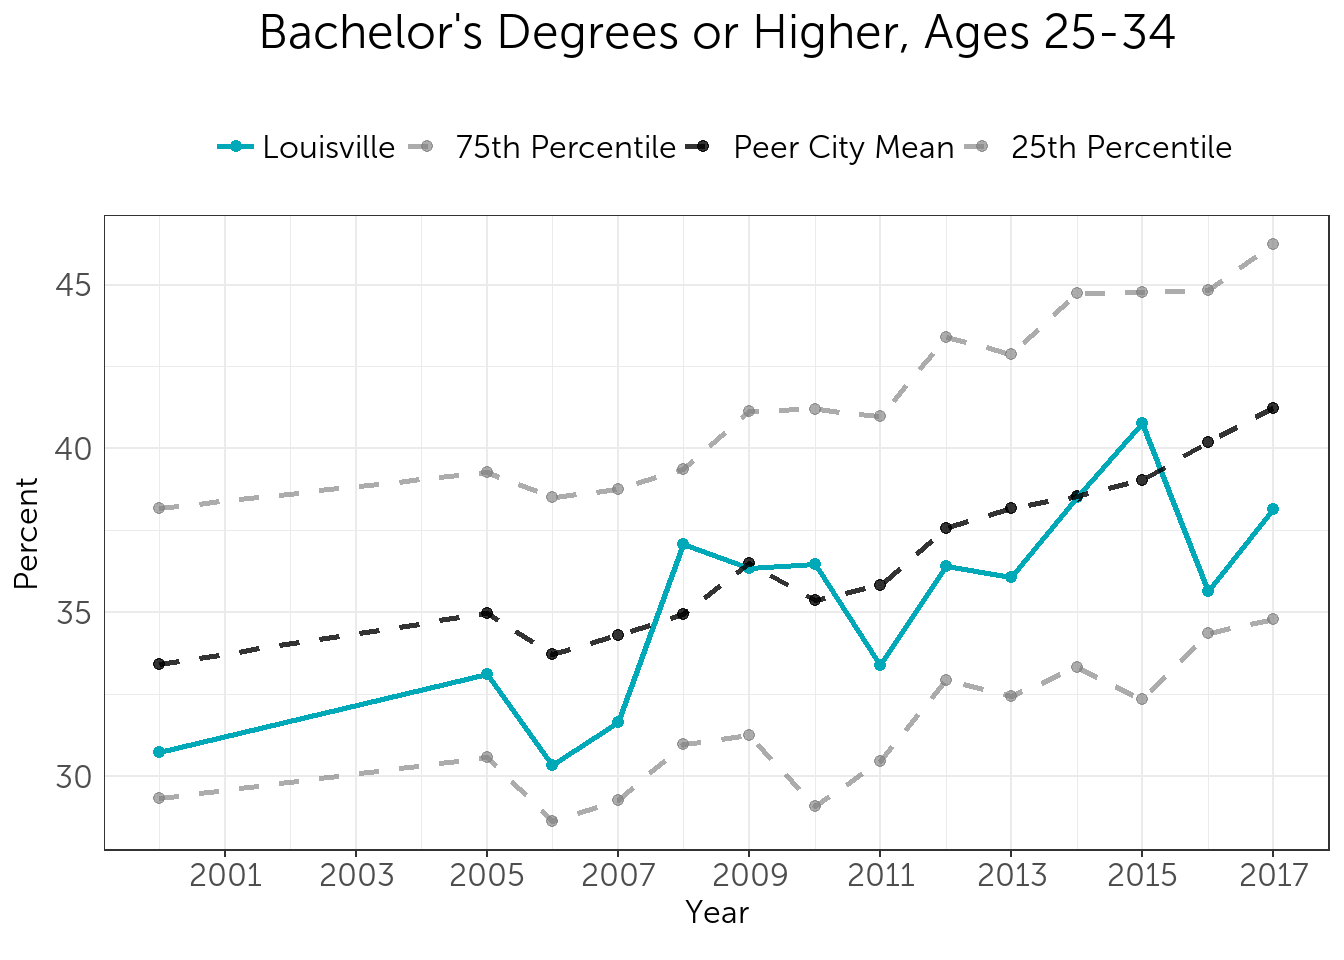 Bachelor's Degrees or Higher, Ages 25-34
Louisville 75th Percentile Peer City Mean 25th Percentile
45
40
35
30
Percent
2001 2003 2005 2007 2009 2011 2013 2015 2017
Year